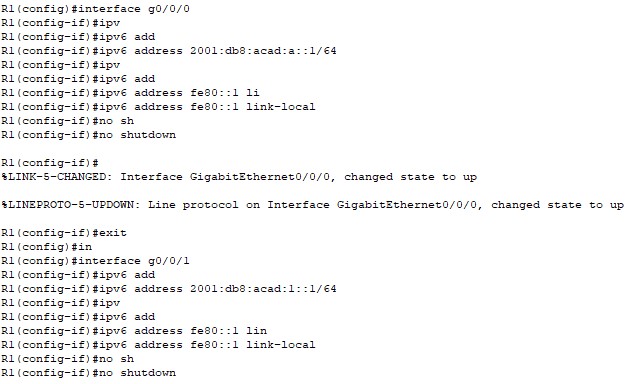 R1(config)#interface g0/0/0
R1(config-if)#ipv
R1(config-if)#ipv6 add
R1(config-if)#ipv6 address 2001:db8:acad:a::1/64
R1(config-if)#ipv
R1(config-if)#ipv6 add
R1(config-if)#ipv6 address fe80::1 li
R1(config-if)#ipv6 address fe80::1 link-local
R1(config-if)#no sh
R1(config-if)#no shutdown
R1(config-if)#
%LINK-5-CHANGED: Interface GigabitEthernet0/0/0, changed state to up
%LINEPROTO-5-UPDOWN: Line protocol on Interface GigabitEthernet0/0/0, changed state to up
R1(config-if)#exit
R1(config)#in
R1(config)#interface g0/0/1
R1(config-if)#ipv6 add
R1(config-if)#ipv6 address 2001:db8:acad:1::1/64
R1(config-if)#ipv
R1(config-if)#ipv6 add
R1(config-if)#ipv6 address fe80::1 lin
R1(config-if)#ipv6 address fe80::1 link-local
R1(config-if)#no sh
R1(config-if)#no shutdown